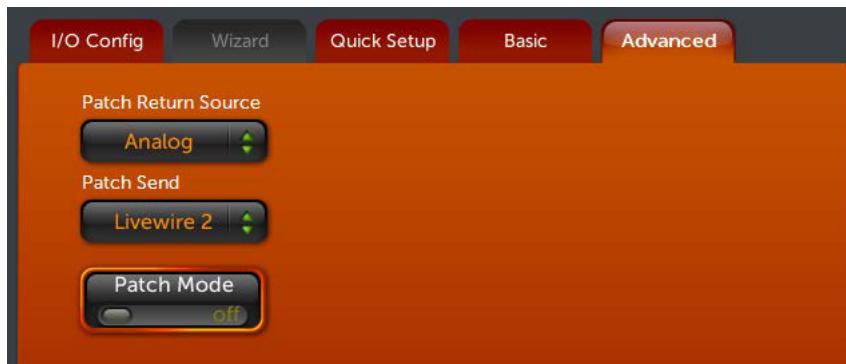 I/O Config Wizard Quick Setup Basic Advanced
Patch Return Source
Analog
Patch Send
Livewire 2
Patch Mode
off